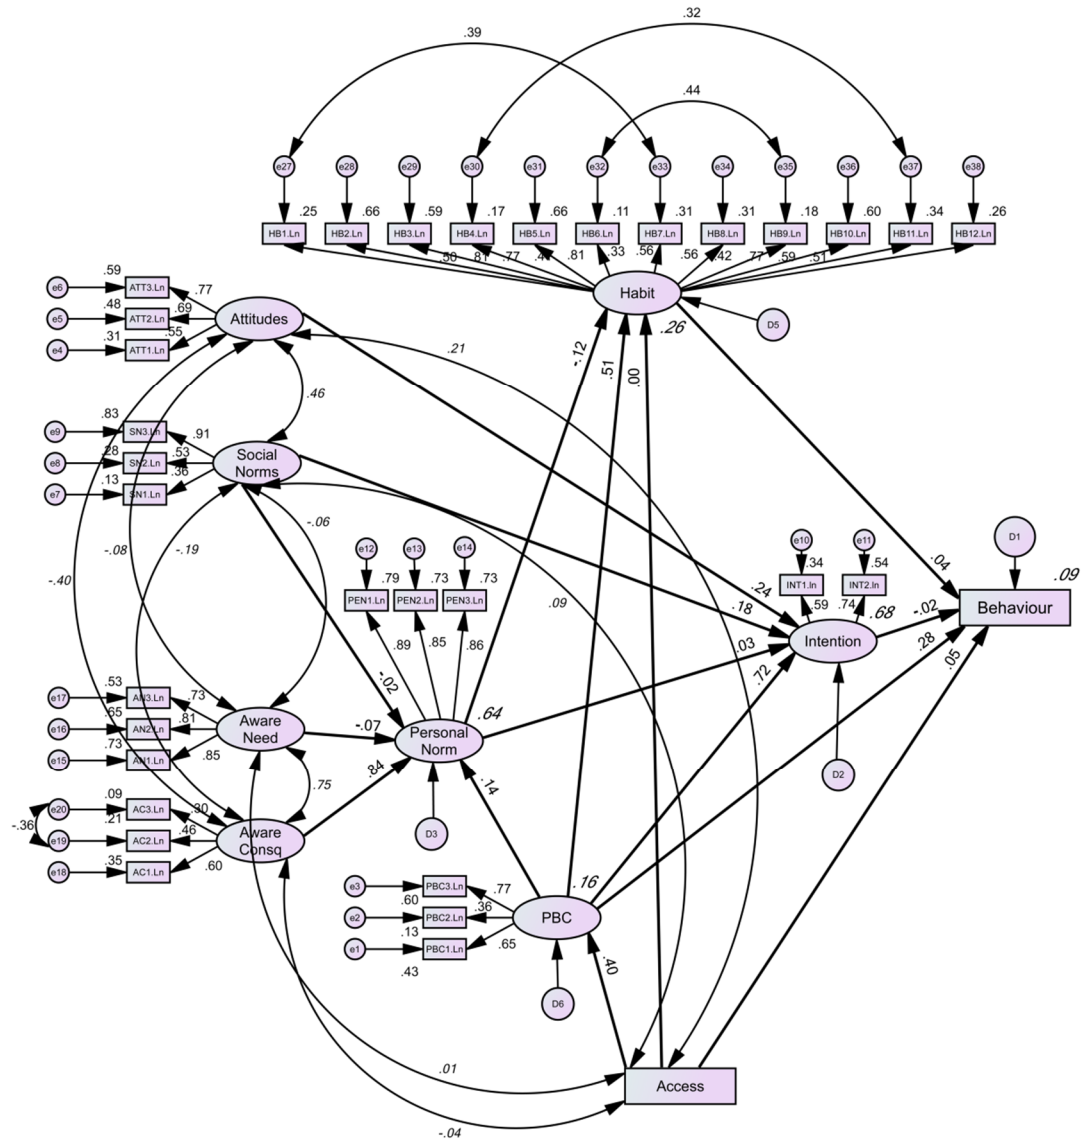 .32
.39
.44
e27 e28 e29 e30 e31 e32 e33 e34 e35 e36 e37 e38
.25 .66 .59 .17 .66 .11 .31 .31 .18 .60 .34 .26
HB1.Ln HB2.Ln HB3.Ln HB4.Ln HB5.Ln HB6.Ln HB7.Ln HB8.Ln HB9.Ln HB10.Ln HB11.Ln HB12.Ln
.50 .81 .77 .81 .33 .56 .56 .42 .77 .59 .51
Habit
.26
D5
.59
e6 ATT3.Ln .77
.48
e5 ATT2.Ln .69
.31
e4 ATT1.Ln .55
Attitudes
.21
-.12 .51 .00
.46
.83
e9 SN3.Ln .91
.28
e8 SN2.Ln .53
.13
e7 SN1.Ln .36
Social
Norms
-.06
-.08 -.19
-.40
e12 e13 e14
.79 .73 .73
PEN1.Ln PEN2.Ln PEN3.Ln
.89 .85 .86
.09
e10 e11
.34 .54
INT1.ln INT2.ln
.59 .74 .68
Intention
.24
.18
.03
.72
D1
.09
Behaviour
.04
-.02
.28
.05
D2
-.02
.53
e17 AN3.Ln .73
.65
e16 AN2.Ln .81
.73
e15 AN1.Ln .85
Aware
Need
-.07
Personal
Norm
.64
.84
.14
D3
.75
.09
e20 AC3.Ln .30
-.36
.21
e19 AC2.Ln .46
.35
e18 AC1.Ln .60
Aware
Consq
e3 PBC3.Ln .77
.60
e2 PBC2.Ln .36
.13
e1 PBC1.Ln .65
.43
PBC
.16
D6
.40
Access
.01
-.04